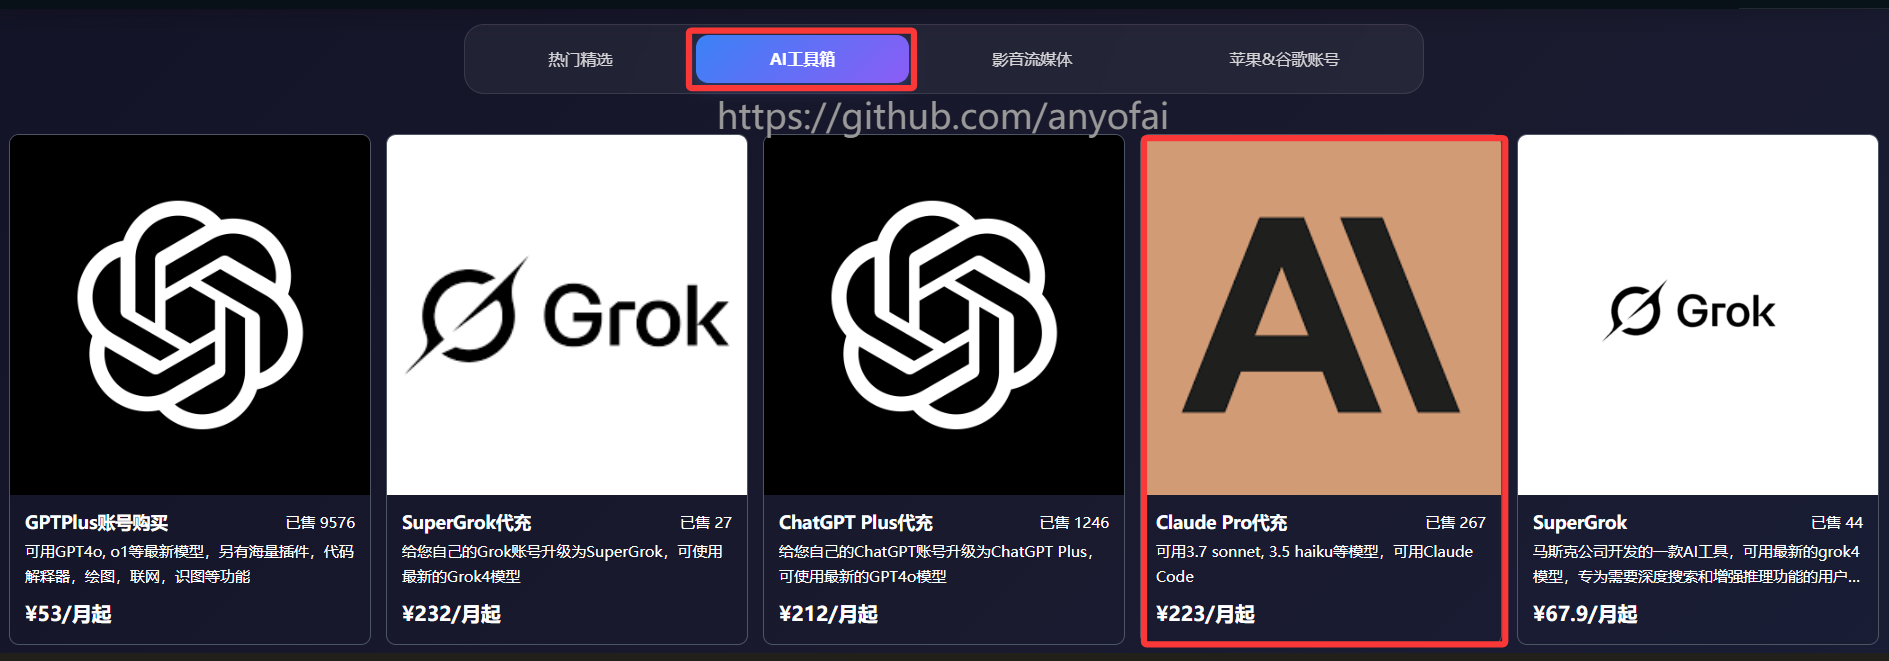 热门精选
AI工具箱
影音流媒体
苹果&谷歌账号
https://github.com/anyofai
Grok
AI
Grok
GPTPlus账号购买
已售 9576
可用GPT4o, o1等最新模型，另有海量插件，代码
解释器，绘图，联网，识图等功能
¥53/月起
SuperGrok代充
已售 27
给您自己的Grok账号升级为SuperGrok，可使用
最新的Grok4模型
¥232/月起
ChatGPT Plus代充
已售 1246
给您自己的ChatGPT账号升级为ChatGPT Plus，
可使用最新的GPT4o模型
¥212/月起
Claude Pro代充
已售 267
可用3.7 sonnet, 3.5 haiku等模型，可用Claude
Code
¥223/月起
SuperGrok
已售 44
马斯克公司开发的一款AI工具，可用最新的grok4
模型，专为需要深度搜索和增强推理功能的用户...
¥67.9/月起